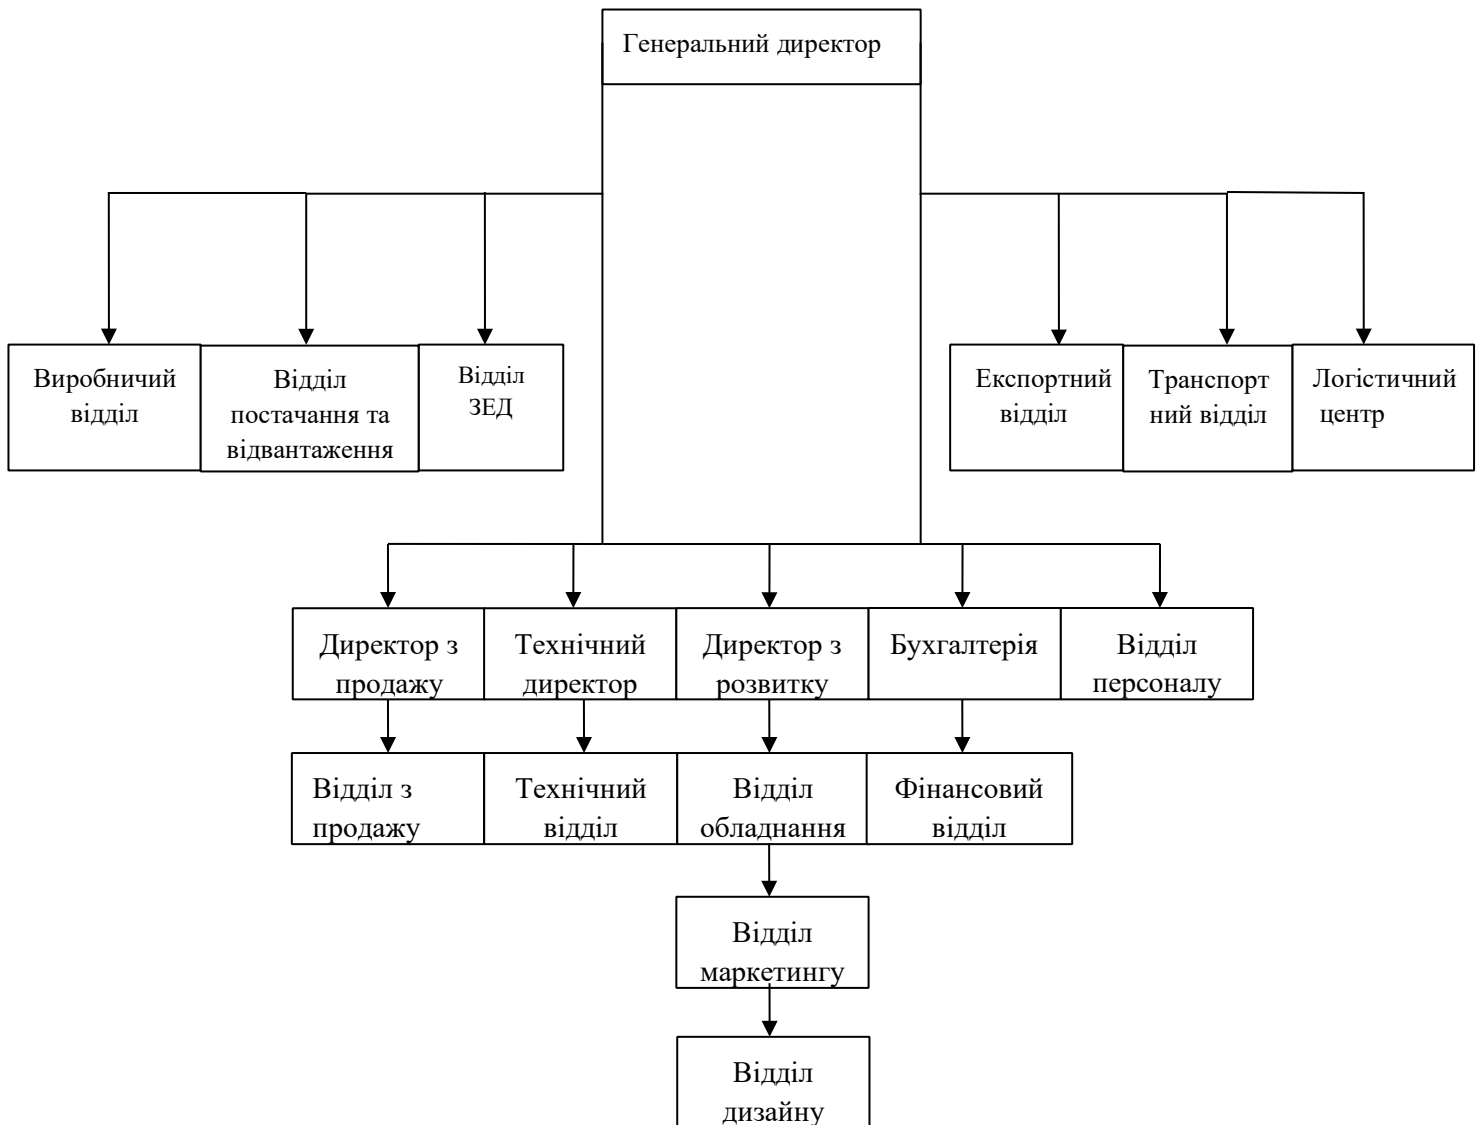 Генеральний директор
Виробничий
відділ
Відділ
постачання та
відвантаження
Відділ
ЗЕД
Експортний
відділ
Транспорт
ний відділ
Логістичний
центр
Директор з
продажу
Технічний
директор
Директор з
розвитку
Бухгалтерія
Відділ
персоналу
Відділ з
продажу
Технічний
відділ
Відділ
обладнання
Фінансовий
відділ
Відділ
маркетингу
Відділ
дизайну